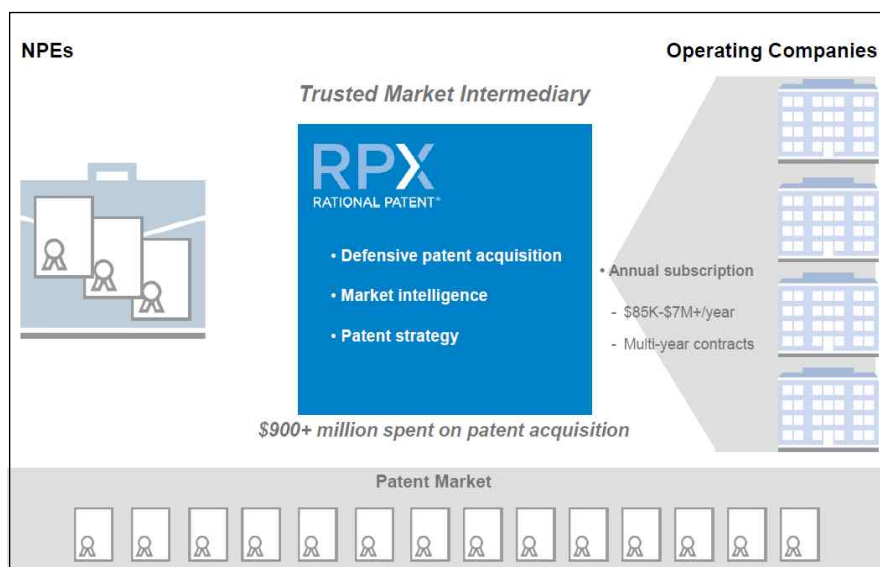 NPEs
Operating Companies
Trusted Market Intermediary
RPX
RATIONAL PATENT®
• Defensive patent acquisition
• Market intelligence
• Patent strategy
• Annual subscription
- $85K-$7M+/year
- Multi-year contracts
$900+ million spent on patent acquisition
Patent Market